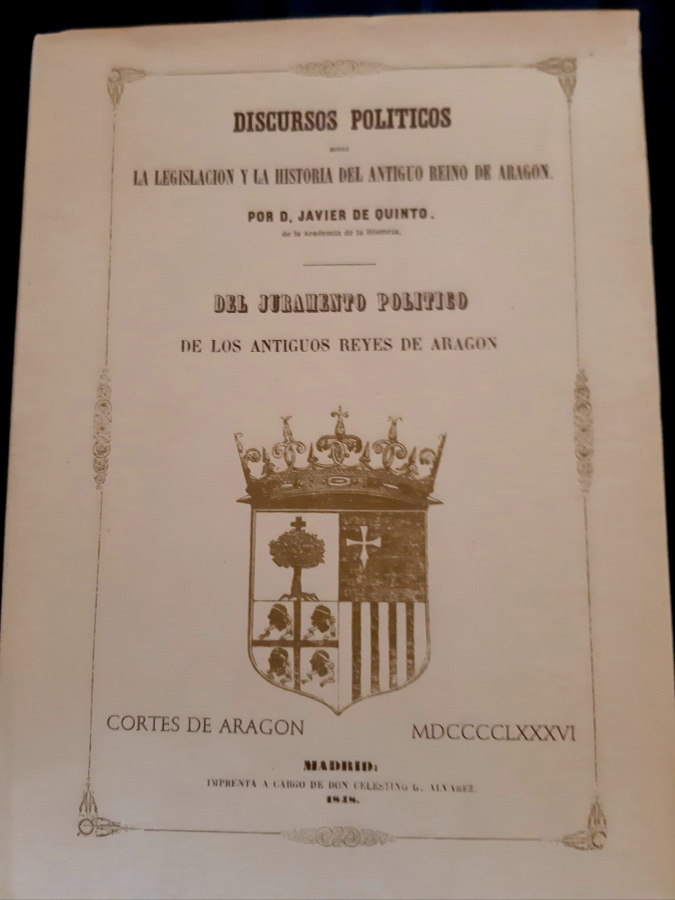 DISCURSOS POLITICOS
SOBRE
LA LEGISLACION Y LA HISTORIA DEL ANTIGUO REINO DE ARAGON.
POR D. JAVIER DE QUINTO.
de la Academia de la Historia.
DEL JURAMENTO POLITICO
DE LOS ANTIGUOS REYES DE ARAGON
CORTES DE ARAGON
MDCCCCLXXXVI
MADRID:
IMPRENTA A CARGO DE DON CELESTINO G. ALVAREZ.
1848.